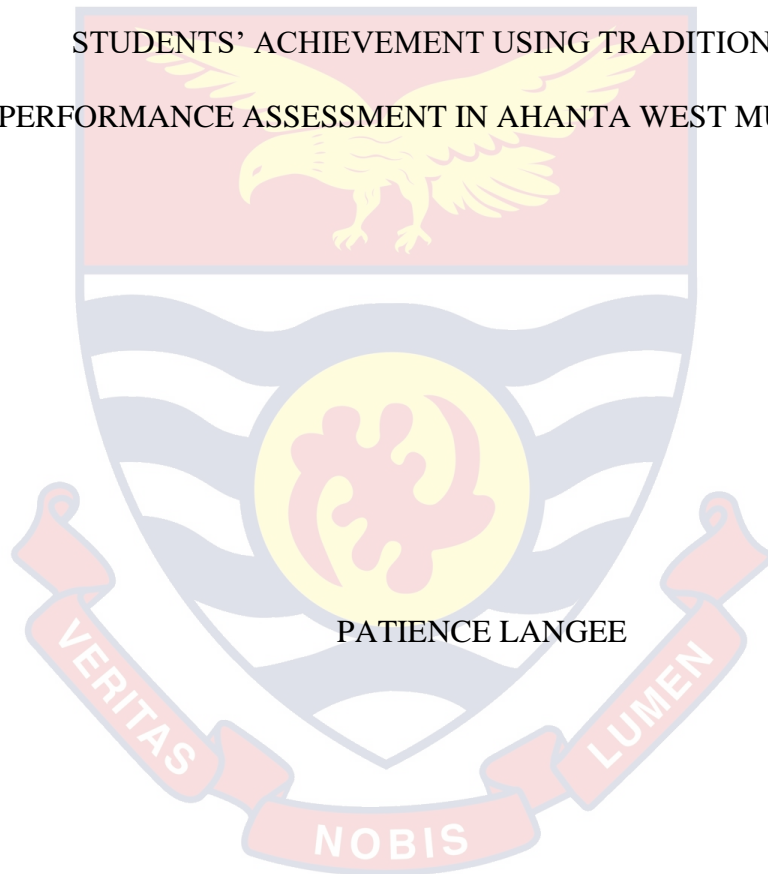 STUDENTS’ ACHIEVEMENT USING TRADITION
PERFORMANCE ASSESSMENT IN AHANTA WEST MU
PATIENCE LANGEE
VERITAS
NOBIS
LUMEN